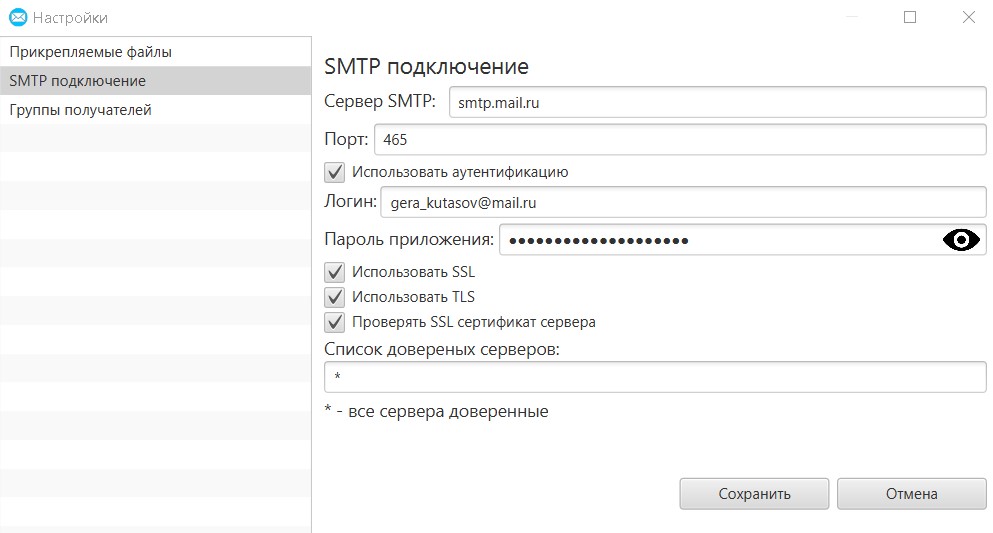 Настройки
Прикрепляемые файлы
SMTP подключение
Группы получателей
SMTP подключение
Сервер SMTP: smtp.mail.ru
Порт: 465
Использовать аутентификацию
Логин: gera_kutasov@mail.ru
Пароль приложения: ••••••••••••••••••••
Использовать SSL
Использовать TLS
Проверять SSL сертификат сервера
Список довереных серверов:
*
* - все сервера доверенные
Сохранить Отмена